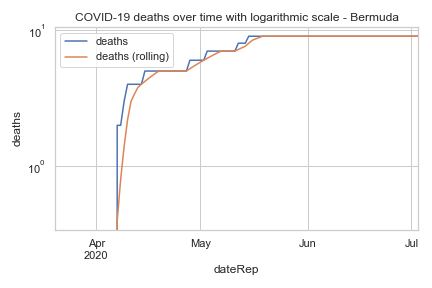 COVID-19 deaths over time with logarithmic scale - Bermuda
10¹
deaths
deaths (rolling)
deaths
10⁰
Apr
2020
May
Jun
Jul
dateRep